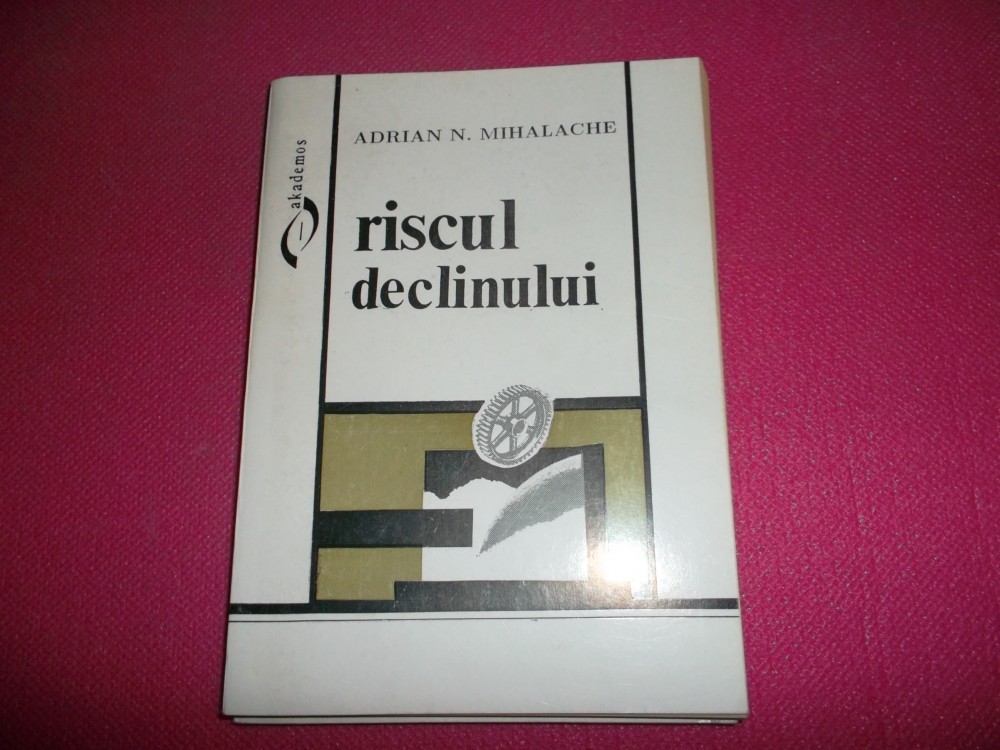 ADRIAN N. MIHALACHE
akademos
riscul
declinului